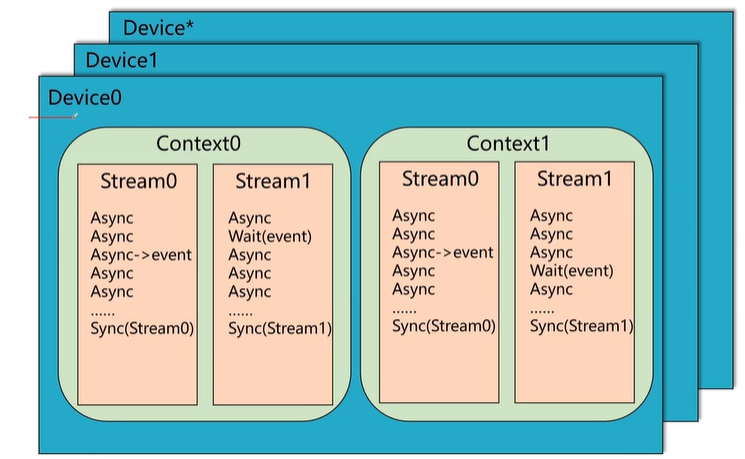 Device*
Device1
Device0
Context0
Stream0
Async
Async
Async->event
Async
Async
......
Sync(Stream0)
Stream1
Async
Wait(event)
Async
Async
Async
......
Sync(Stream1)
Context1
Stream0
Async
Async
Async->event
Async
Async
......
Sync(Stream0)
Stream1
Async
Async
Async
Wait(event)
Async
......
Sync(Stream1)